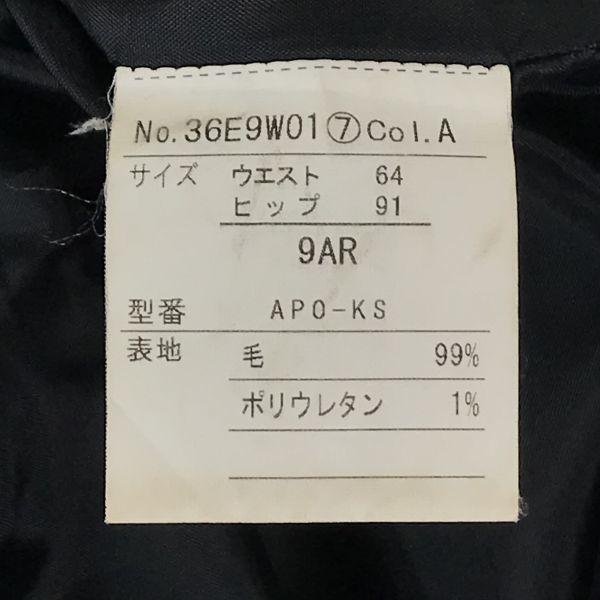 No.36E9W01⑦Col.A
サイズ ウエスト 64
ヒップ 91
9AR
型番 APO-KS
表地 毛 99%
ポリウレタン 1%